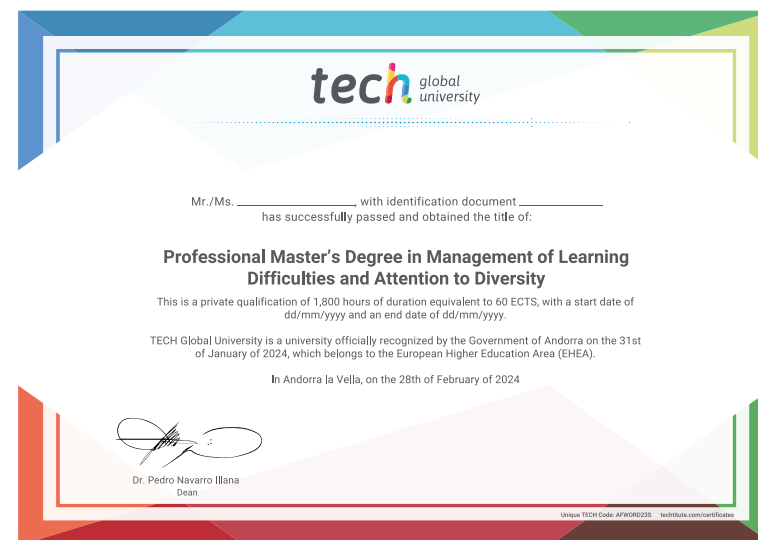 tech global
university
Mr./Ms. ____________________, with identification document ______________
has successfully passed and obtained the title of:
Professional Master's Degree in Management of Learning
Difficulties and Attention to Diversity
This is a private qualification of 1,800 hours of duration equivalent to 60 ECTS, with a start date of
dd/mm/yyyy and an end date of dd/mm/yyyy.
TECH Global University is a university officially recognized by the Government of Andorra on the 31st
of January of 2024, which belongs to the European Higher Education Area (EHEA).
In Andorra la Vella, on the 28th of February of 2024
Dr. Pedro Navarro Illana
Dean
Unique TECH Code: AFWORD23S techtitute.com/certificates